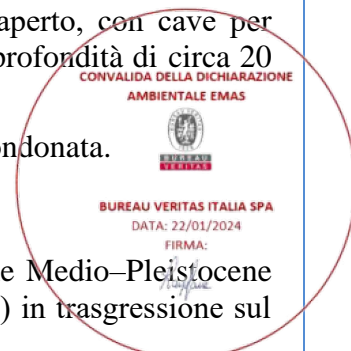 aperto, con cave per
profondità di circa 20
CONVALIDA DELLA DICHIARAZIONE
AMBIENTALE EMAS
ndonata.
BUREAU
VERITAS
BUREAU VERITAS ITALIA SPA
DATA: 22/01/2024
FIRMA:
e Medio–Pleistocene
) in trasgressione sul